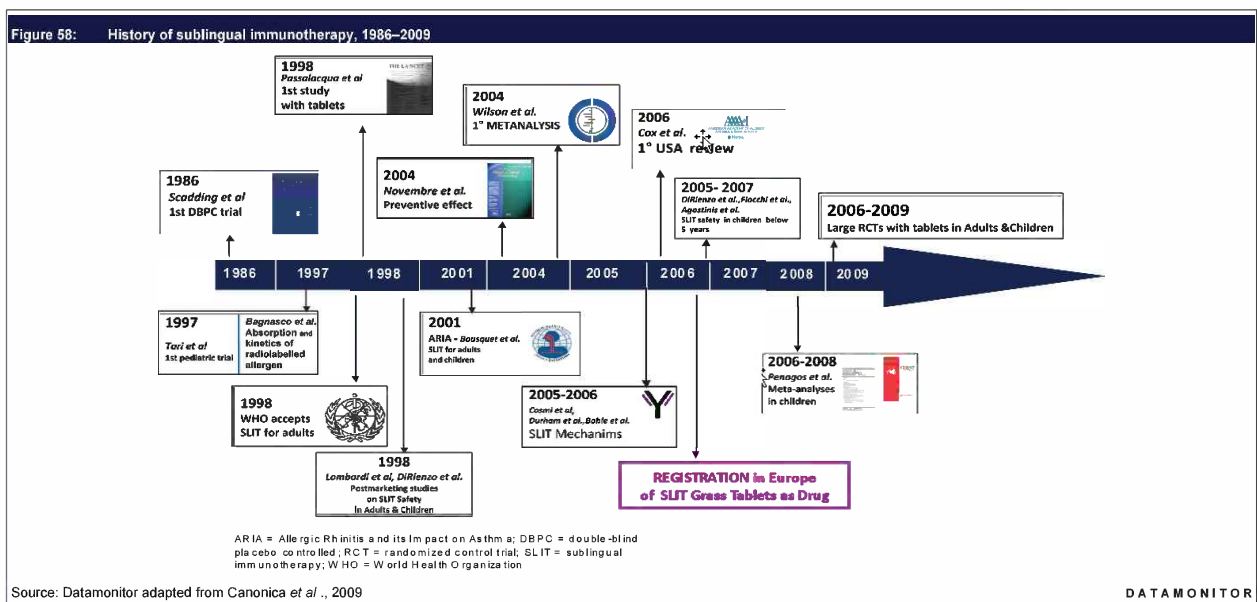 Figure 58: History of sublingual immunotherapy, 1986–2009
1998
Passalacqua et al
1st study
with tablets
THE LANCET
2004
Wilson et al.
1° METANALYSIS
2006
Cox et al.
1° USA review
1986
Scadding et al
1st DBPC trial
2004
Novembre et al.
Preventive effect
2005- 2007
DiRienzo et al.,Fiocchi et al.,
Agostinis et al.
SLIT safety in children below
5 years
2006-2009
Large RCTs with tablets in Adults &Children
1986 1997 1998 2001 2004 2005 2006 2007 2008 2009
1997
Tari et al
1st pediatric trial
Bagnasco et al.
Absorption and
kinetics of
radiolabelled
allergen
2001
ARIA - Bousquet et al.
SLIT for adults
and children
2006-2008
Penagos et al.
Meta-analyses
in children
1998
WHO accepts
SLIT for adults
2005-2006
Cosmi et al,
Durham et al.,Bohle et al.
SLIT Mechanims
1998
Lombardi et al, DiRienzo et al.
Postmarketing studies
on SLIT Safety
in Adults & Children
REGISTRATION in Europe
of SLIT Grass Tablets as Drug
ARIA = Allergic Rhinitis and its Impact on Asthma; DBPC = double-blind
placebo controlled; RCT = randomized control trial; SLIT = sublingual
immunotherapy; WHO = World Health Organization
Source: Datamonitor adapted from Canonica et al ., 2009
DATAMONITOR